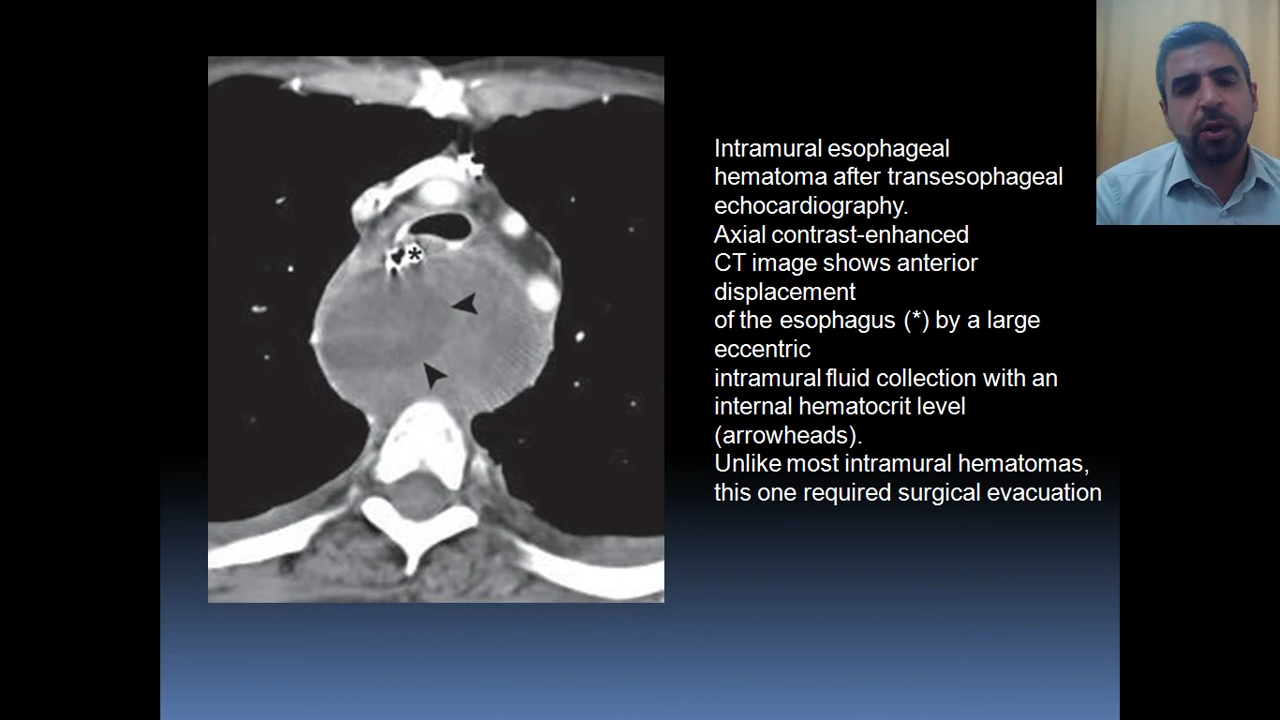 *
Intramural esophageal
hematoma after transesophageal
echocardiography.
Axial contrast-enhanced
CT image shows anterior
displacement
of the esophagus (*) by a large
eccentric
intramural fluid collection with an
internal hematocrit level
(arrowheads).
Unlike most intramural hematomas,
this one required surgical evacuation